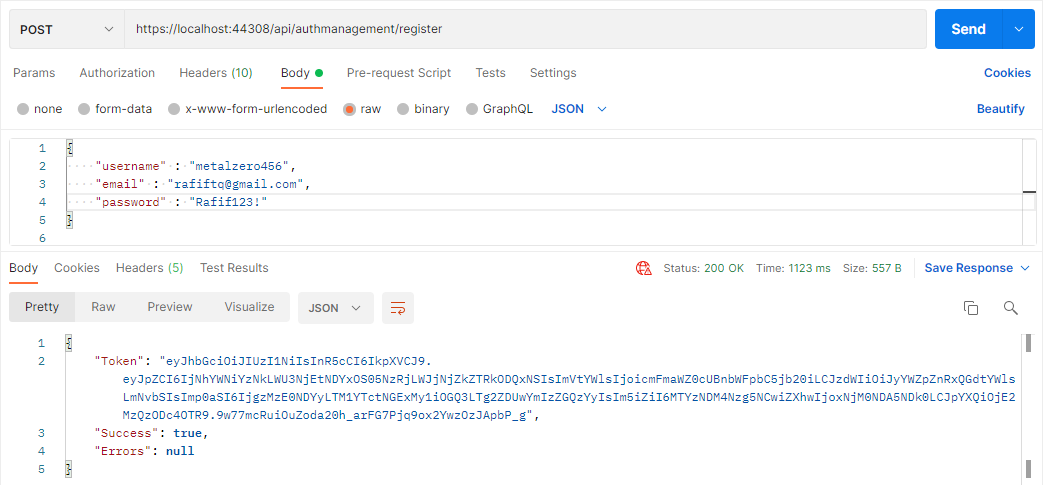 POST https://localhost:44308/api/authmanagement/register Send
Params Authorization Headers (10) Body Pre-request Script Tests Settings Cookies
none form-data x-www-form-urlencoded raw binary GraphQL JSON Beautify
1 {
2 "username" : "metalzero456",
3 "email" : "rafiftq@gmail.com",
4 "password" : "Rafif123!"
5 }
6
Body Cookies Headers (5) Test Results Status: 200 OK Time: 1123 ms Size: 557 B Save Response
Pretty Raw Preview Visualize JSON
1 {
2 "Token": "eyJhbGciOiJIUzI1NiIsInR5cCI6IkpXVCJ9.
eyJpZCI6IjNhYWNiYzNkLWU3NjEtNDYxOS05NzRjLWJjNjZkZTRkODQxNSIsImVtYWlsIjoicmFmaWZ0cUBnbWFpbC5jb20iLCJzdWIiOiJyYWZpZnRxQGdtYWls
LmNvbSIsImp0aSI6IjgzMzE0NDYyLTM1YTctNGExMy1iOGQ3LTg2ZDUwYmIzZGQzYyIsIm5iZiI6MTYzNDM4Nzg5NCwiZXhwIjoxNjM0NDA5NDk0LCJpYXQiOjE2
MzQzODc4OTR9.9w77mcRuiOuZoda20h_arFG7Pjq9ox2YwzOzJApbP_g",
3 "Success": true,
4 "Errors": null
5 }